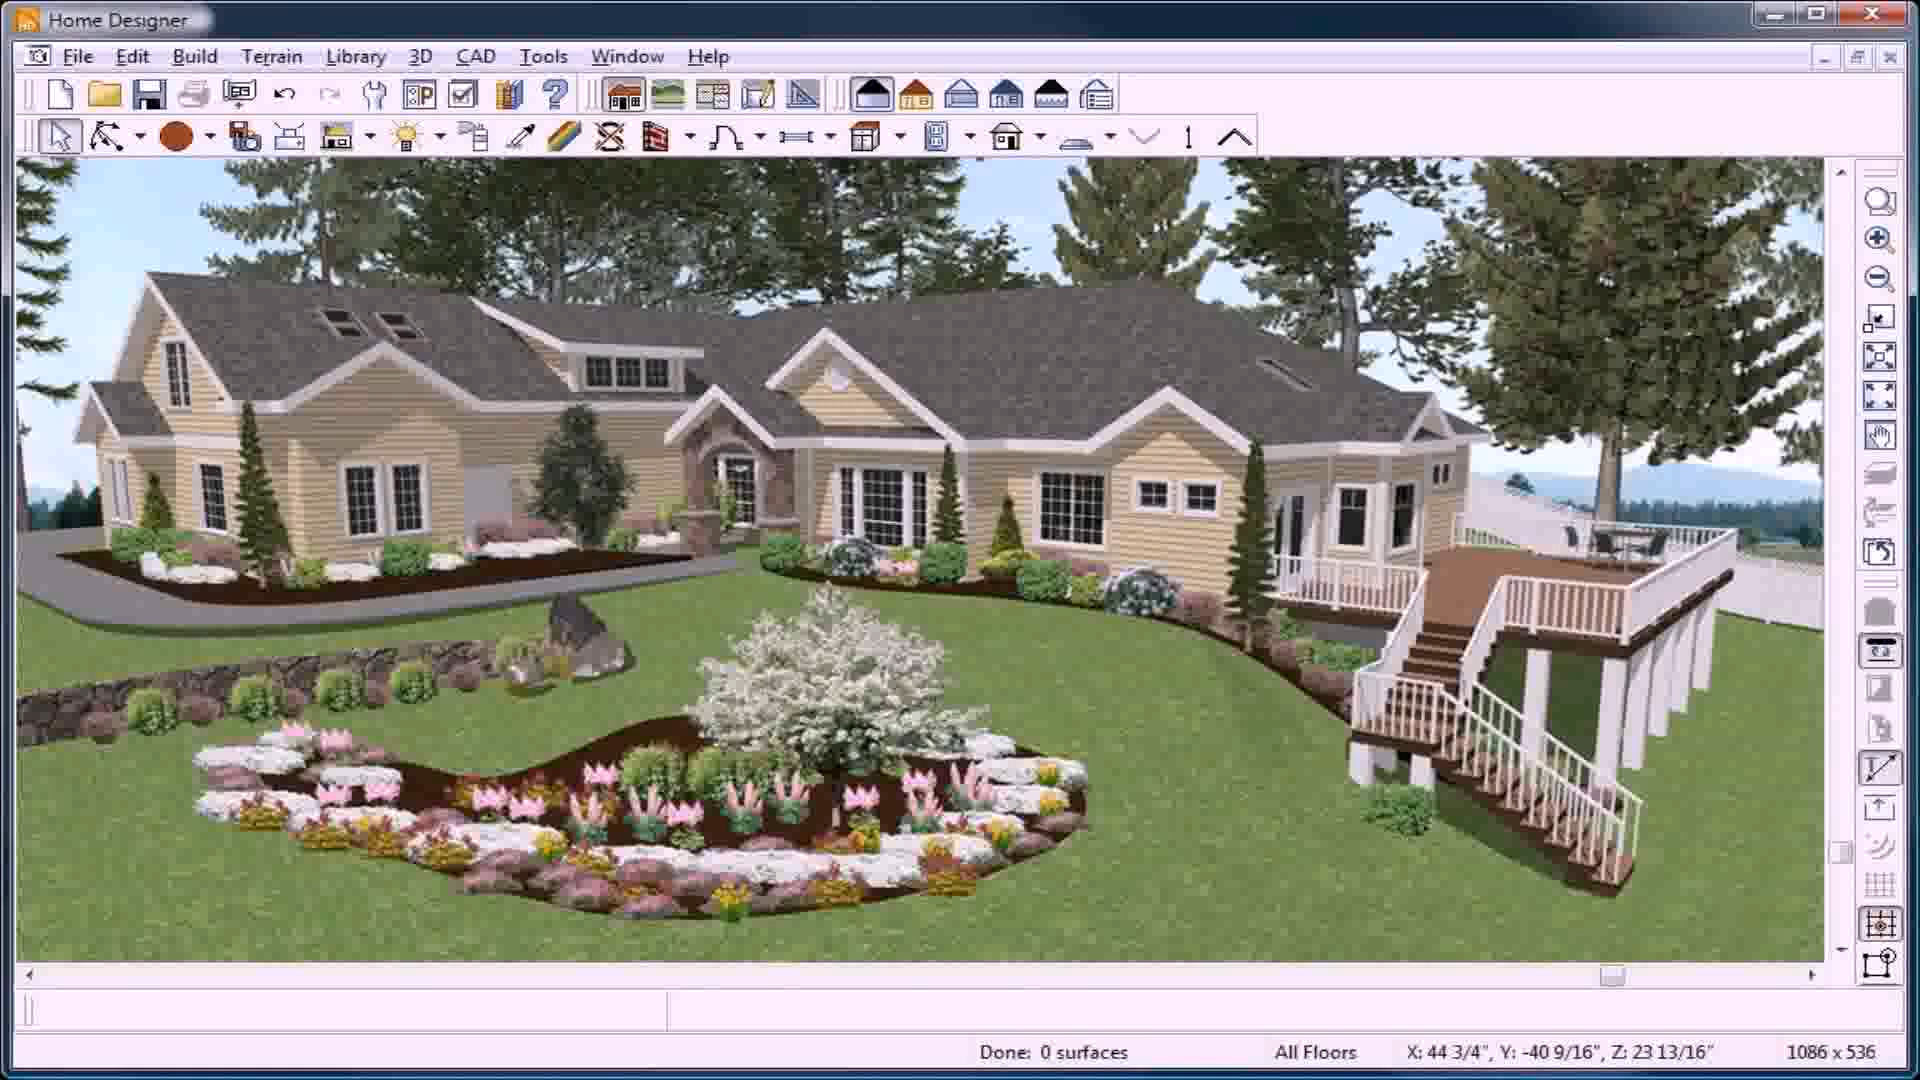 Home Designer
File Edit Build Terrain Library 3D CAD Tools Window Help
Done: 0 surfaces All Floors X: 44 3/4", Y: -40 9/16", Z: 23 13/16" 1086 x 536